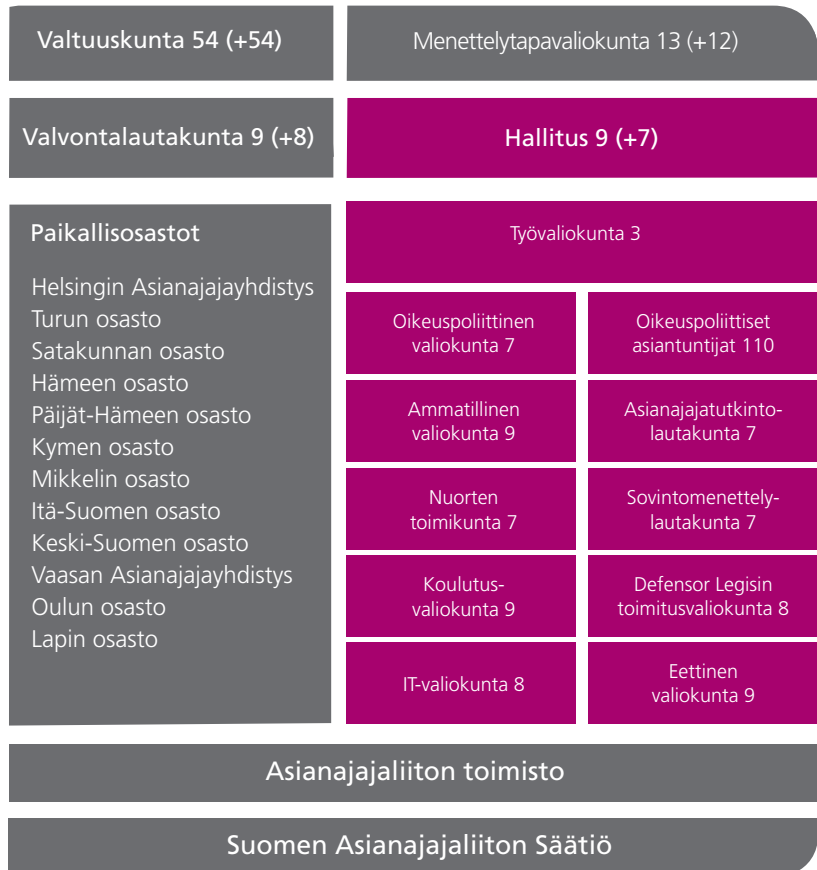 Valtuuskunta 54 (+54)
Menettelytapavaliokunta 13 (+12)
Valvontalautakunta 9 (+8)
Hallitus 9 (+7)
Paikallisosastot
Helsingin Asianajajayhdistys
Turun osasto
Satakunnan osasto
Hämeen osasto
Päijät-Hämeen osasto
Kymen osasto
Mikkelin osasto
Itä-Suomen osasto
Keski-Suomen osasto
Vaasan Asianajajayhdistys
Oulun osasto
Lapin osasto
Työvaliokunta 3
Oikeuspoliittinen
valiokunta 7
Oikeuspoliittiset
asiantuntijat 110
Ammatillinen
valiokunta 9
Asianajajatutkinto-
lautakunta 7
Nuorten
toimikunta 7
Sovintomenettely-
lautakunta 7
Koulutus-
valiokunta 9
Defensor Legisin
toimitusvaliokunta 8
IT-valiokunta 8
Eettinen
valiokunta 9
Asianajajaliiton toimisto
Suomen Asianajajaliiton Säätiö